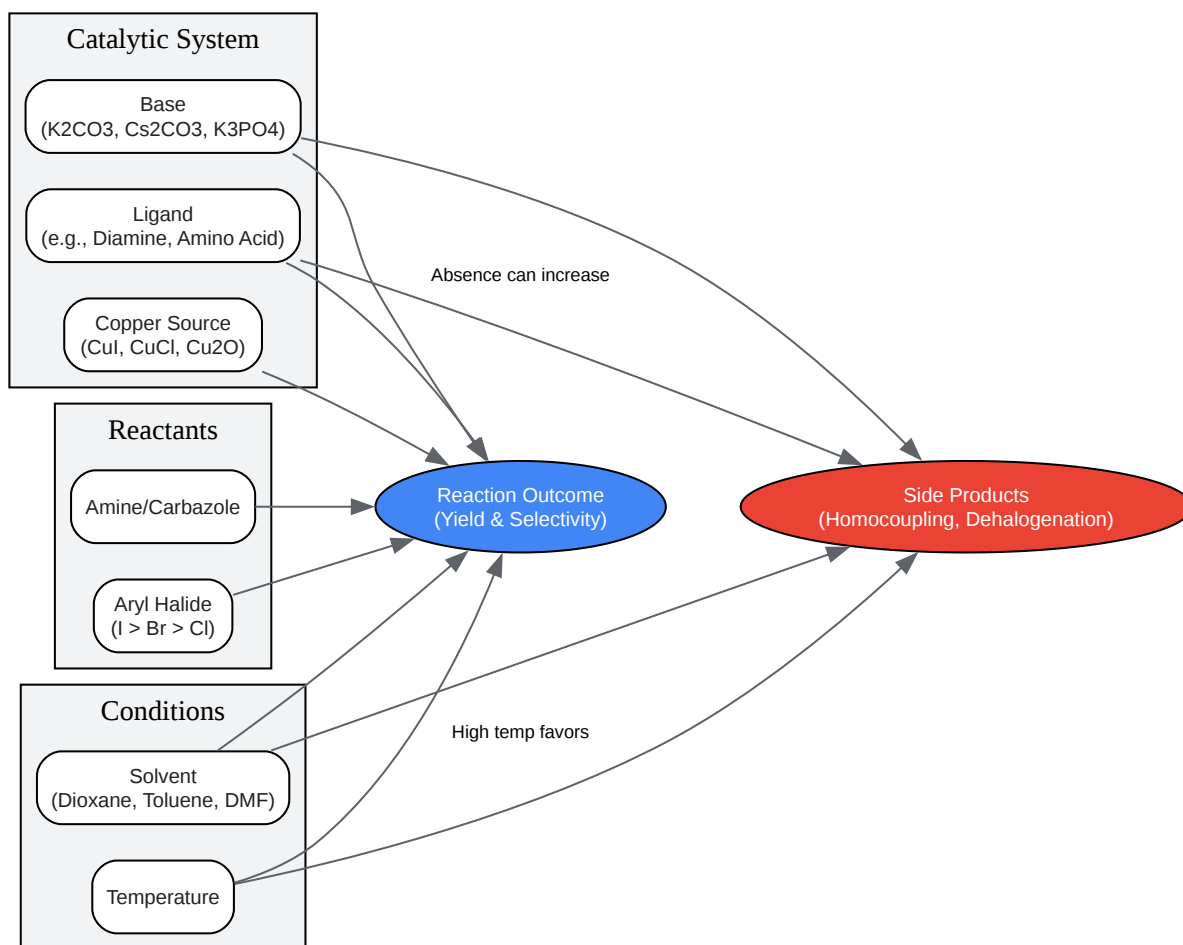 Catalytic System
Base
(K2CO3, Cs2CO3, K3PO4)
Ligand
(e.g., Diamine, Amino Acid)
Absence can increase
Copper Source
(CuI, CuCl, Cu2O)
Reactants
Amine/Carbazole
Reaction Outcome
(Yield & Selectivity)
Side Products
(Homocoupling, Dehalogenation)
Aryl Halide
(I > Br > Cl)
Conditions
High temp favors
Solvent
(Dioxane, Toluene, DMF)
Temperature